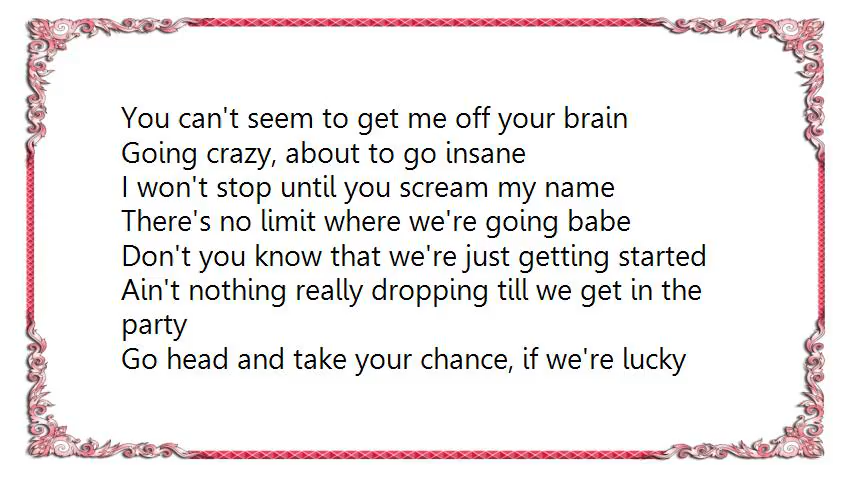 You can't seem to get me off your brain
Going crazy, about to go insane
I won't stop until you scream my name
There's no limit where we're going babe
Don't you know that we're just getting started
Ain't nothing really dropping till we get in the
party
Go head and take your chance, if we're lucky